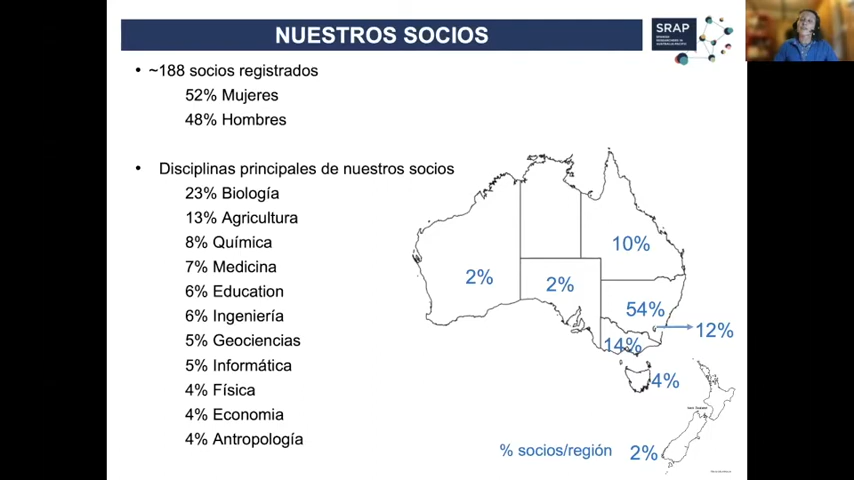 NUESTROS SOCIOS
SRAP
• ~188 socios registrados
52% Mujeres
48% Hombres
• Disciplinas principales de nuestros socios
23% Biología
13% Agricultura
8% Química
7% Medicina
6% Education
6% Ingeniería
5% Geociencias
5% Informática
4% Física
4% Economia
4% Antropología
10%
2%
2%
54%
12%
14%
4%
% socios/región
2%